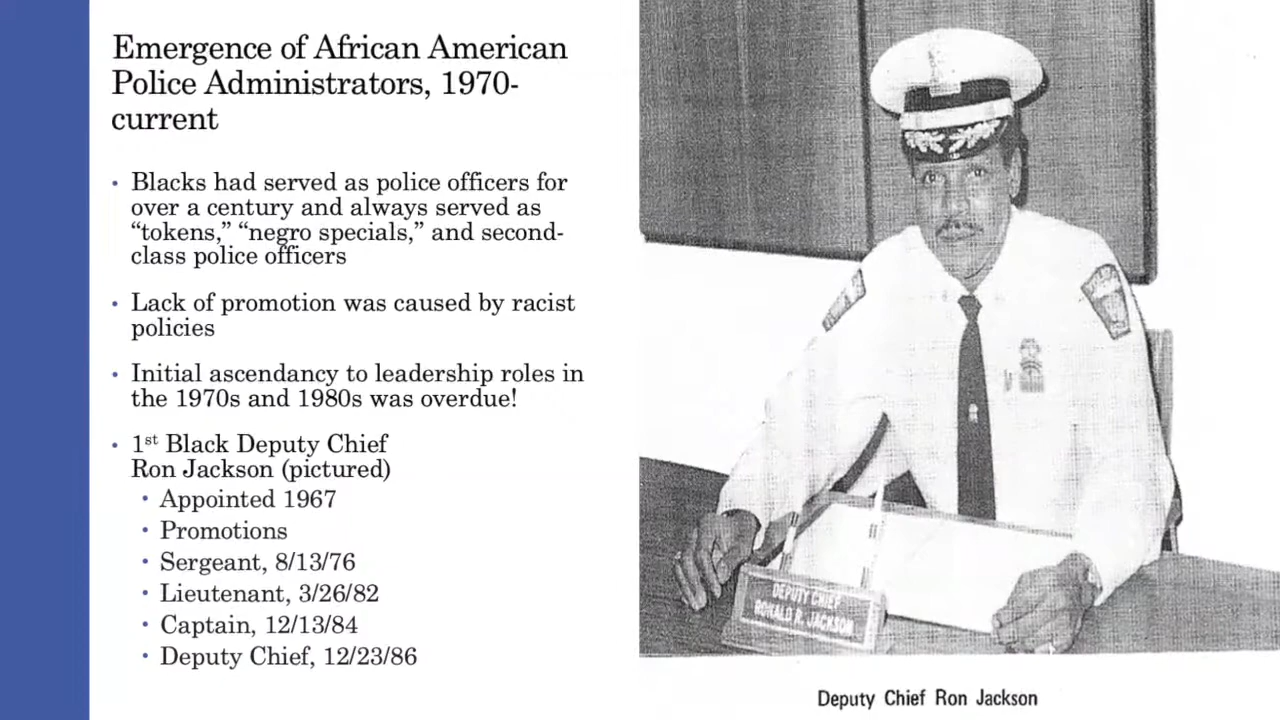 Emergence of African American
Police Administrators, 1970-
current
• Blacks had served as police officers for
over a century and always served as
“tokens,” “negro specials,” and second-
class police officers
• Lack of promotion was caused by racist
policies
• Initial ascendancy to leadership roles in
the 1970s and 1980s was overdue!
• 1st Black Deputy Chief
Ron Jackson (pictured)
• Appointed 1967
• Promotions
• Sergeant, 8/13/76
• Lieutenant, 3/26/82
• Captain, 12/13/84
• Deputy Chief, 12/23/86
DEPUTY CHIEF
RONALD R. JACKSON
Deputy Chief Ron Jackson